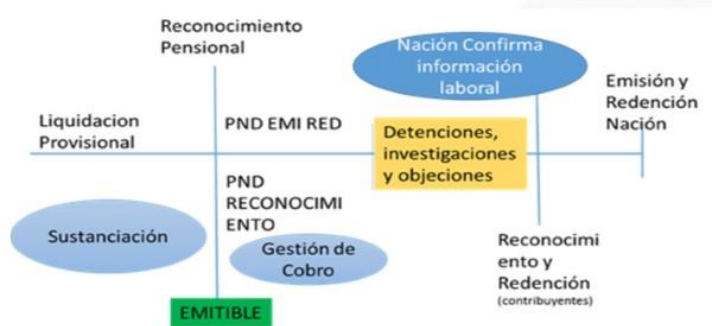 Reconocimiento
Pensional
Nación Confirma
información
laboral
Emisión y
Redención
Nación
Liquidacion
Provisional
PND EMI RED
Detenciones,
investigaciones
y objeciones
PND
RECONOCIMI
ENTO
Sustanciación
Gestión de
Cobro
Reconocimi
ento y
Redención
(contribuyentes)
EMITIBLE